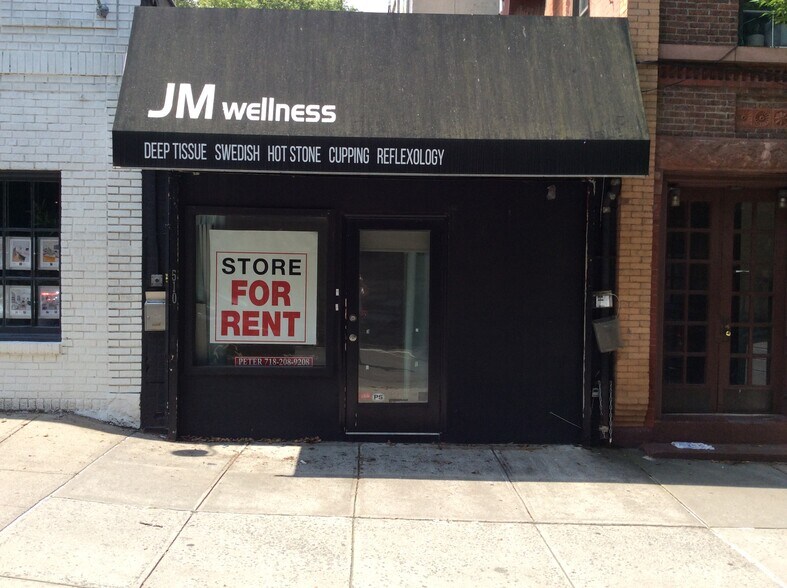 JM wellness
DEEP TISSUE SWEDISH HOT STONE CUPPING REFLEXOLOGY
STORE
FOR
RENT
PETER 718-208-9208